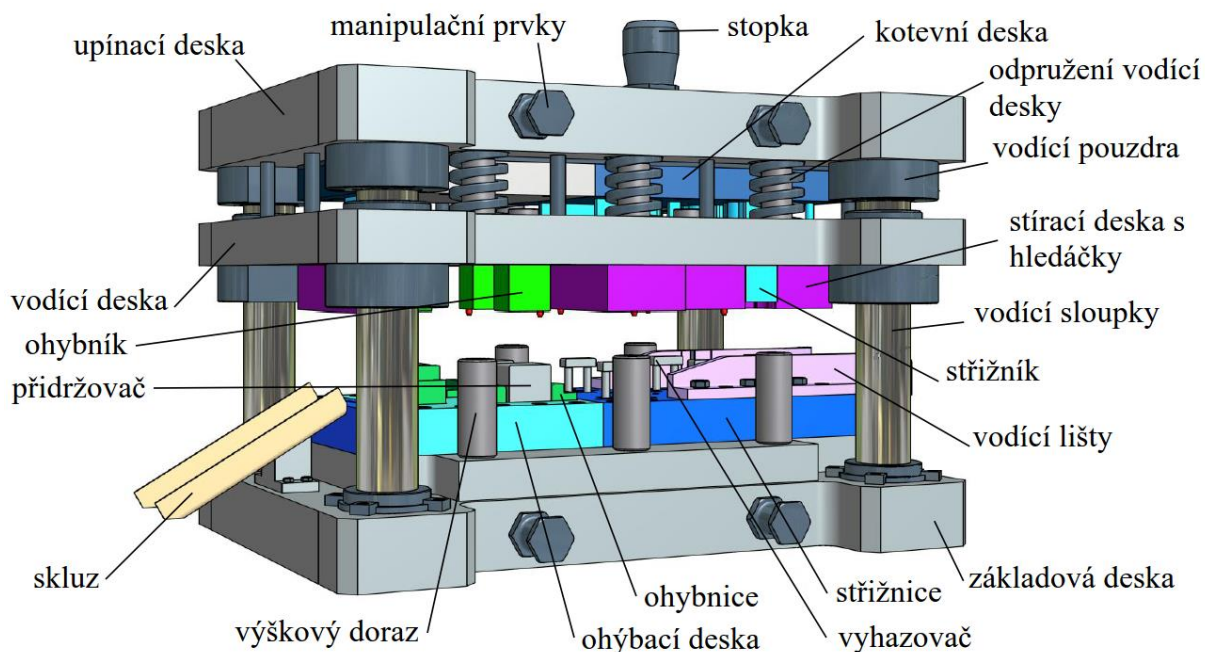 upínací deska
manipulační prvky
stopka
kotevní deska
odpružení vodící
desky
vodící pouzdra
stírací deska s
hledáčky
vodící deska
ohybník
přidržovač
vodící sloupky
střižník
vodící lišty
skluz
výškový doraz
ohybnice
ohýbací deska
střižnice
vyhazovač
základová deska